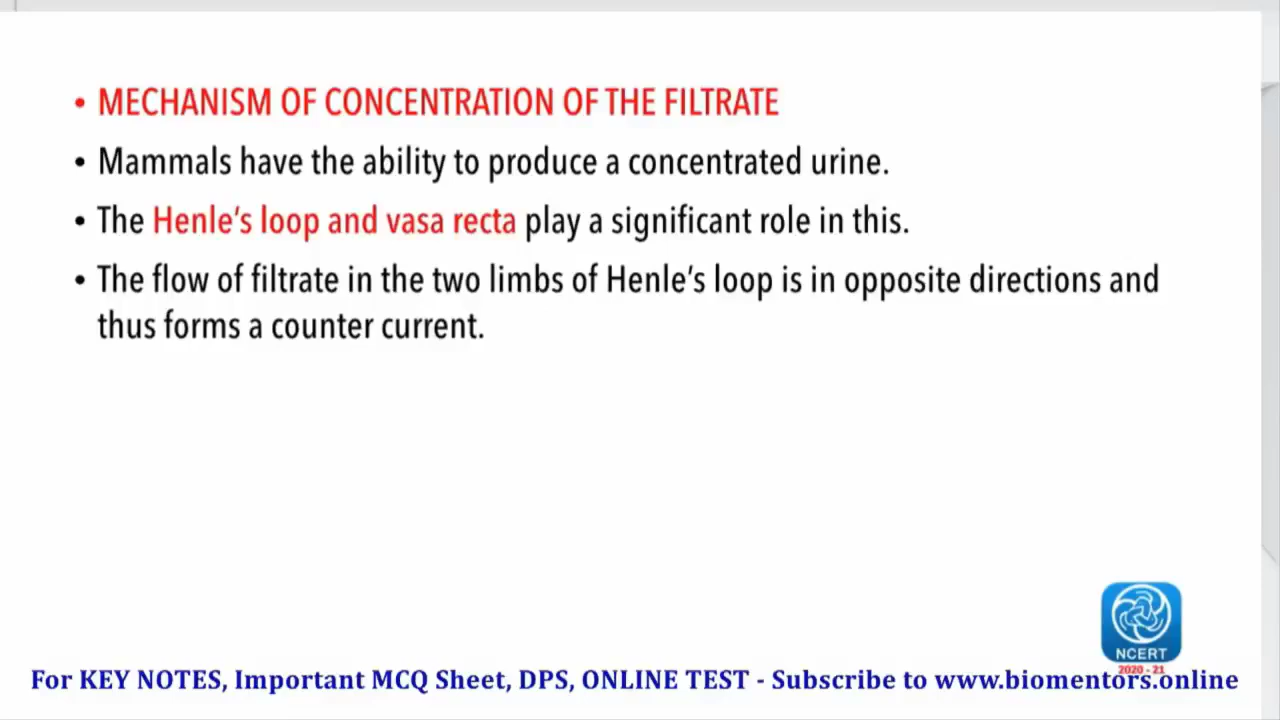 • MECHANISM OF CONCENTRATION OF THE FILTRATE
• Mammals have the ability to produce a concentrated urine.
• The Henle's loop and vasa recta play a significant role in this.
• The flow of filtrate in the two limbs of Henle's loop is in opposite directions and
thus forms a counter current.
NCERT
2020 - 21
For KEY NOTES, Important MCQ Sheet, DPS, ONLINE TEST - Subscribe to www.biomentors.online